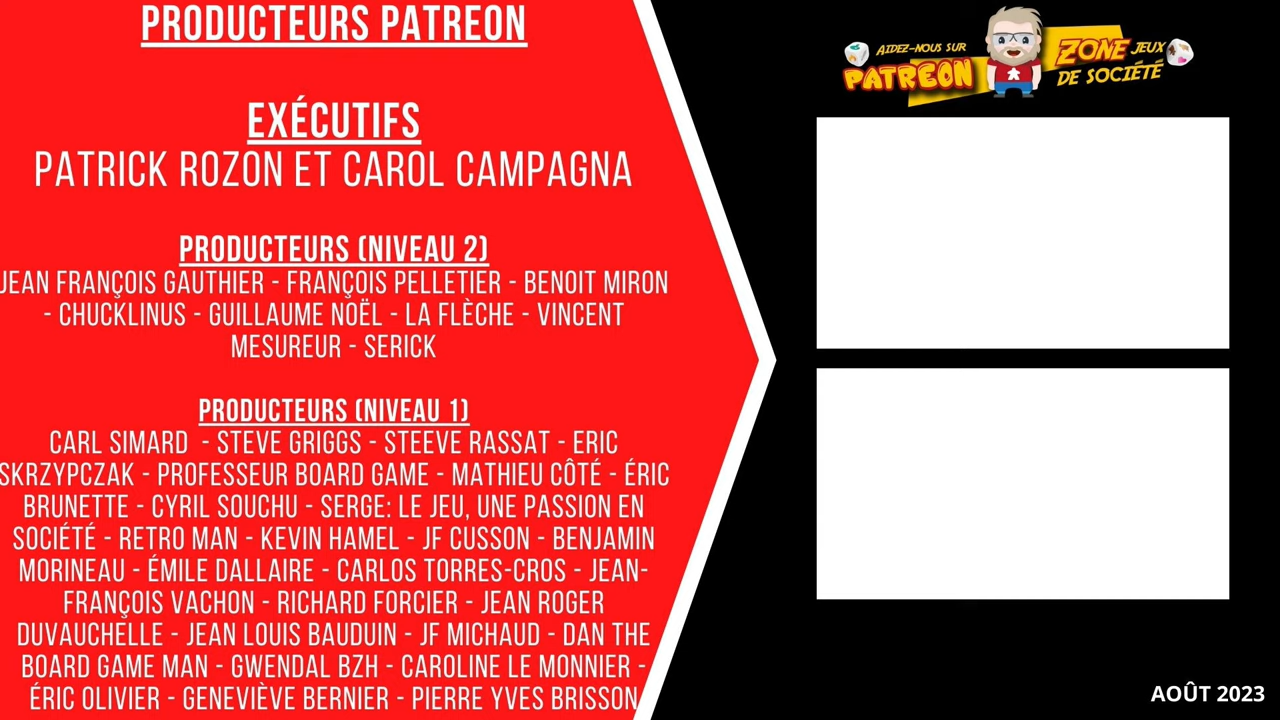 PRODUCTEURS PATREON
EXÉCUTIFS
PATRICK ROZON ET CAROL CAMPAGNA
PRODUCTEURS (NIVEAU 2)
JEAN FRANÇOIS GAUTHIER - FRANÇOIS PELLETIER - BENOIT MIRON
- CHUCKLINUS - GUILLAUME NOËL - LA FLÈCHE - VINCENT
MESUREUR - SERICK
PRODUCTEURS (NIVEAU 1)
CARL SIMARD - STEVE GRIGGS - STEEVE RASSAT - ERIC
SKRZYPCZAK - PROFESSEUR BOARD GAME - MATHIEU CÔTÉ - ÉRIC
BRUNETTE - CYRIL SOUCHU - SERGE: LE JEU, UNE PASSION EN
SOCIÉTÉ - RETRO MAN - KEVIN HAMEL - JF CUSSON - BENJAMIN
MORINEAU - ÉMILE DALLAIRE - CARLOS TORRES-CROS - JEAN-
FRANÇOIS VACHON - RICHARD FORCIER - JEAN ROGER
DUVAUCHELLE - JEAN LOUIS BAUDUIN - JF MICHAUD - DAN THE
BOARD GAME MAN - GWENDAL BZH - CAROLINE LE MONNIER -
ÉRIC OLIVIER - GENEVIÈVE BERNIER - PIERRE YVES BRISSON
AIDEZ-NOUS SUR
PATREON
ZONE JEUX
DE SOCIÉTÉ
AOÛT 2023